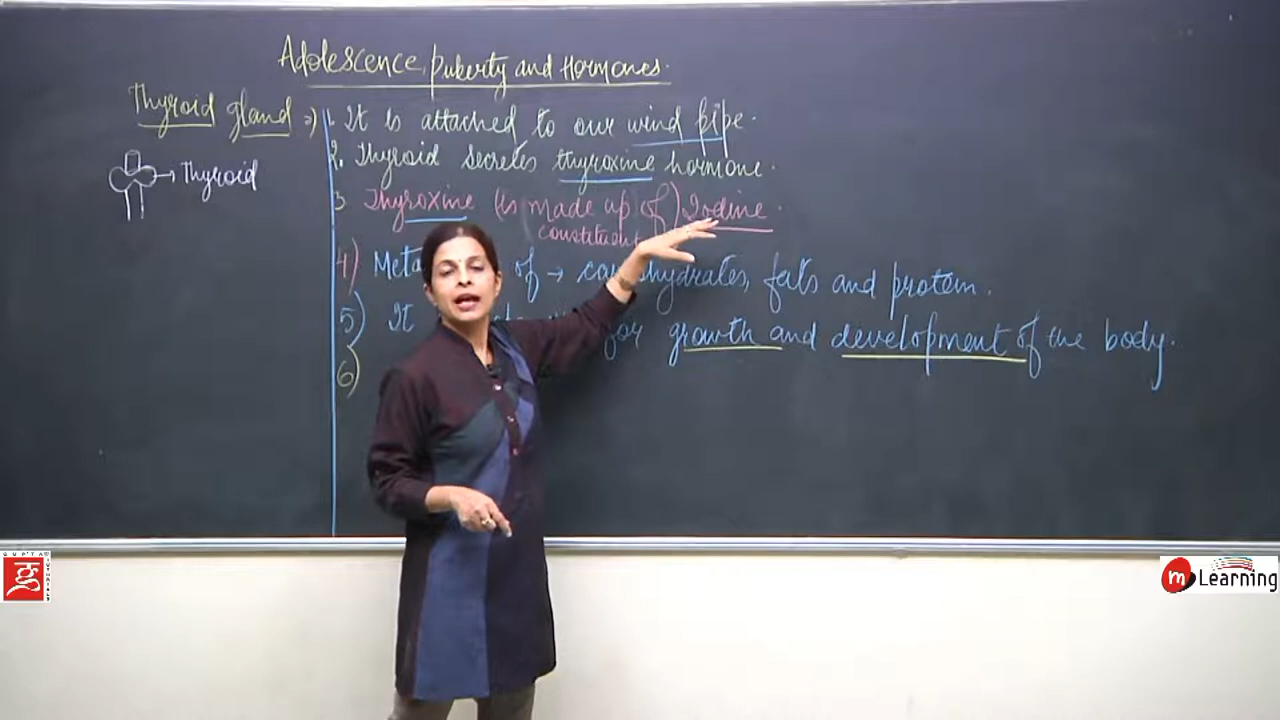 Adolescence, puberty and Hormones.
Thyroid gland ⇒
1. It is attached to our wind pipe.
2. Thyroid secretes thyroxine hormone.
→ Thyroid
3 Thyroxine (is made up of) Iodine.
constituent
4) Meta of → carbohydrates, fats and protein.
5) It for growth and development of the body.
6)
GUPTA
m Learning